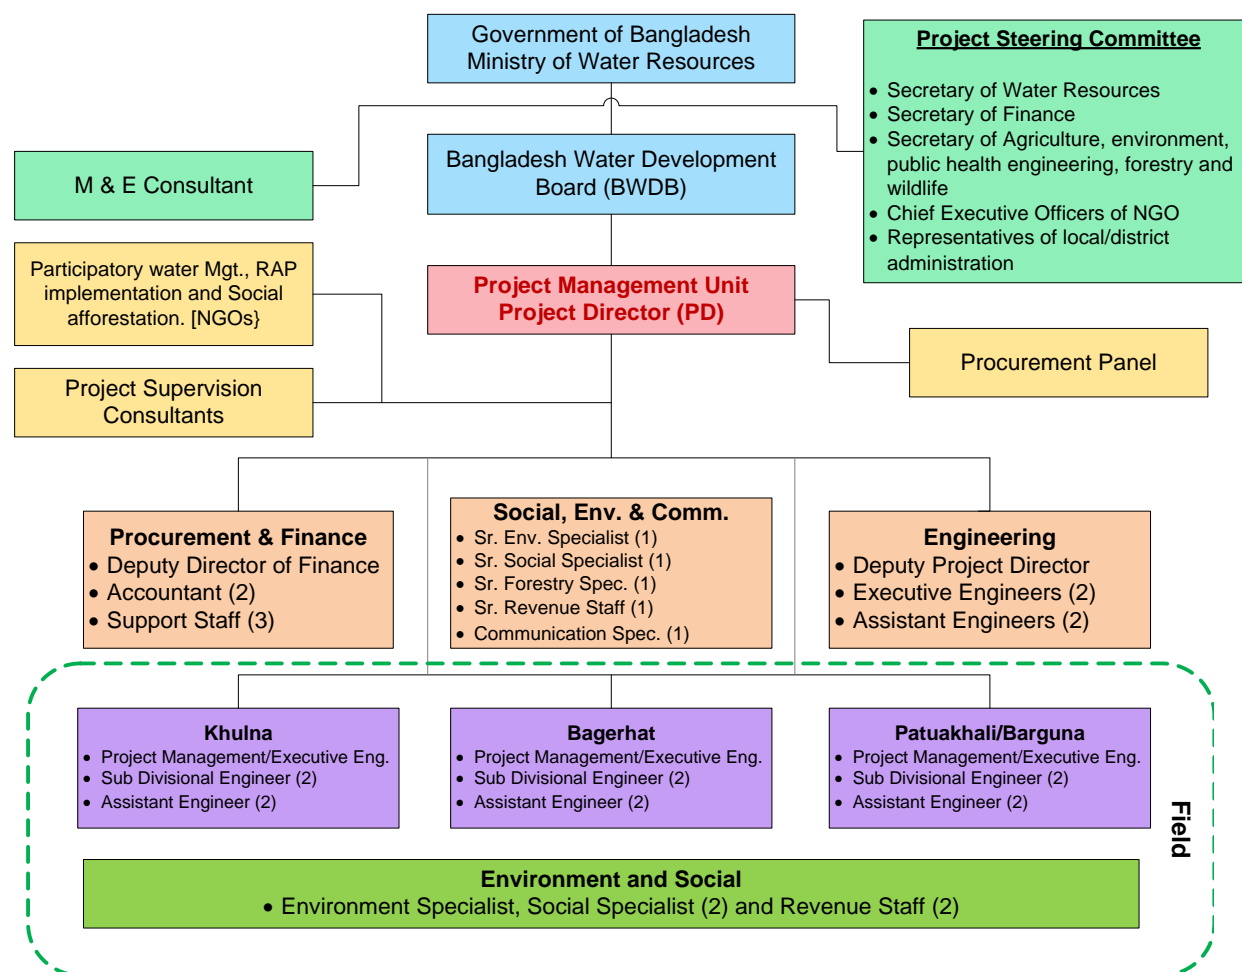 Government of Bangladesh
Ministry of Water Resources
Project Steering Committee
• Secretary of Water Resources
• Secretary of Finance
• Secretary of Agriculture, environment,
public health engineering, forestry and
wildlife
• Chief Executive Officers of NGO
• Representatives of local/district
administration
M & E Consultant
Bangladesh Water Development
Board (BWDB)
Participatory water Mgt., RAP
implementation and Social
afforestation. [NGOs}
Project Management Unit
Project Director (PD)
Procurement Panel
Project Supervision
Consultants
Procurement & Finance
• Deputy Director of Finance
• Accountant (2)
• Support Staff (3)
Social, Env. & Comm.
• Sr. Env. Specialist (1)
• Sr. Social Specialist (1)
• Sr. Forestry Spec. (1)
• Sr. Revenue Staff (1)
• Communication Spec. (1)
Engineering
• Deputy Project Director
• Executive Engineers (2)
• Assistant Engineers (2)
Khulna
• Project Management/Executive Eng.
• Sub Divisional Engineer (2)
• Assistant Engineer (2)
Bagerhat
• Project Management/Executive Eng.
• Sub Divisional Engineer (2)
• Assistant Engineer (2)
Patuakhali/Barguna
• Project Management/Executive Eng.
• Sub Divisional Engineer (2)
• Assistant Engineer (2)
Field
Environment and Social
• Environment Specialist, Social Specialist (2) and Revenue Staff (2)